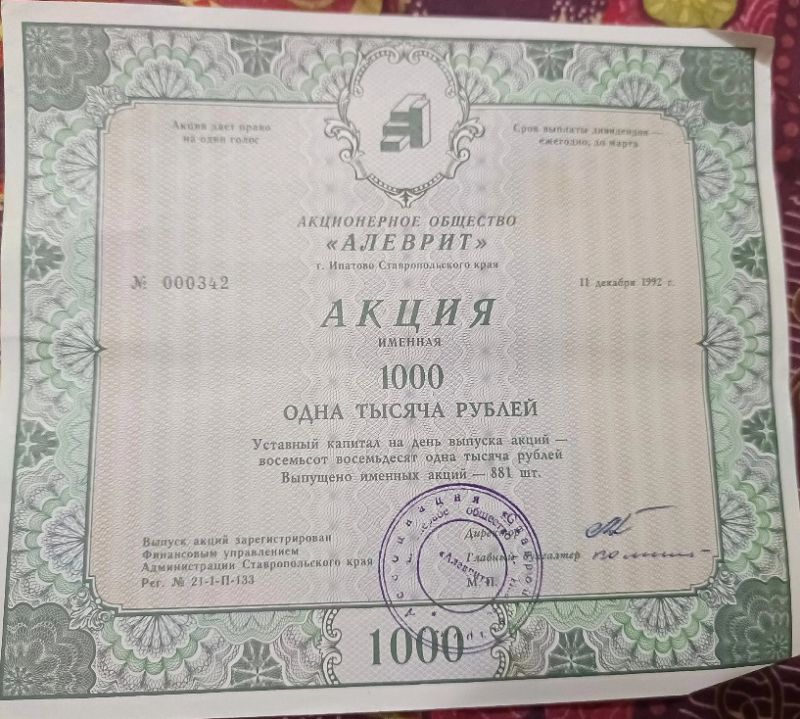 Акция дает право
на один голос
Срок выплаты дивидендов —
ежегодно, до марта
АКЦИОНЕРНОЕ ОБЩЕСТВО
«АЛЕВРИТ»
г. Ипатово Ставропольского края
№ 000342
11 декабря 1992 г.
АКЦИЯ
ИМЕННАЯ
1000
ОДНА ТЫСЯЧА РУБЛЕЙ
Уставный капитал на день выпуска акций —
восемьсот восемьдесят одна тысяча рублей
Выпущено именных акций — 881 шт.
Выпуск акций зарегистрирован
Финансовым управлением
Администрации Ставропольского края
Рег. № 21-1-П-133
Директор
Главный бухгалтер
М. П.
Ассоциация
общество
«Алеврит»
1000